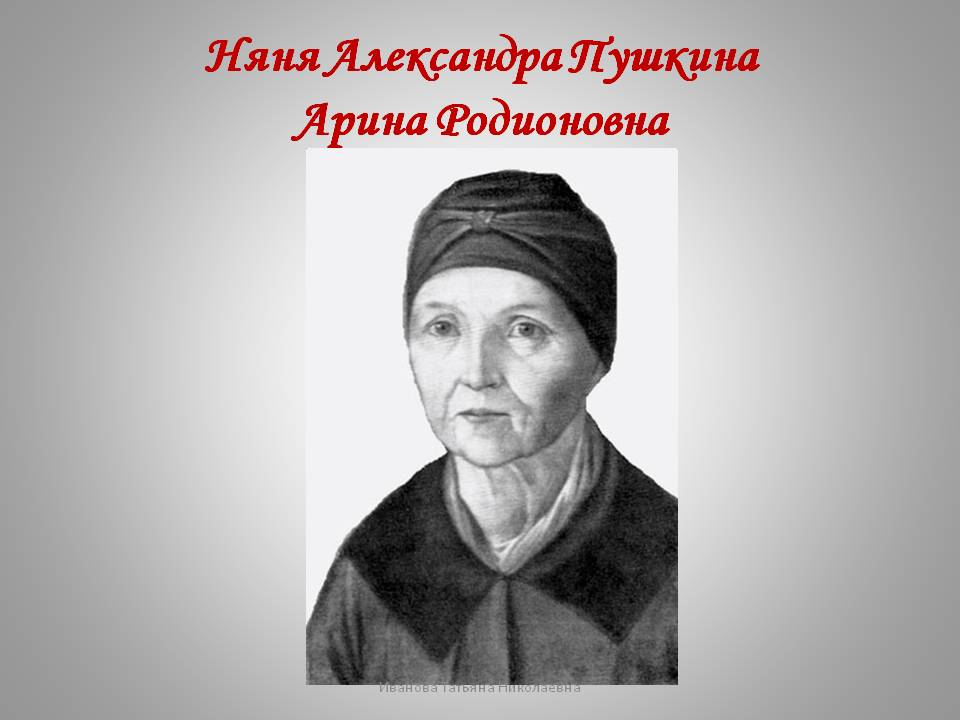 Няня Александра Пушкина
Арина Родионовна
Иванова Татьяна Николаевна